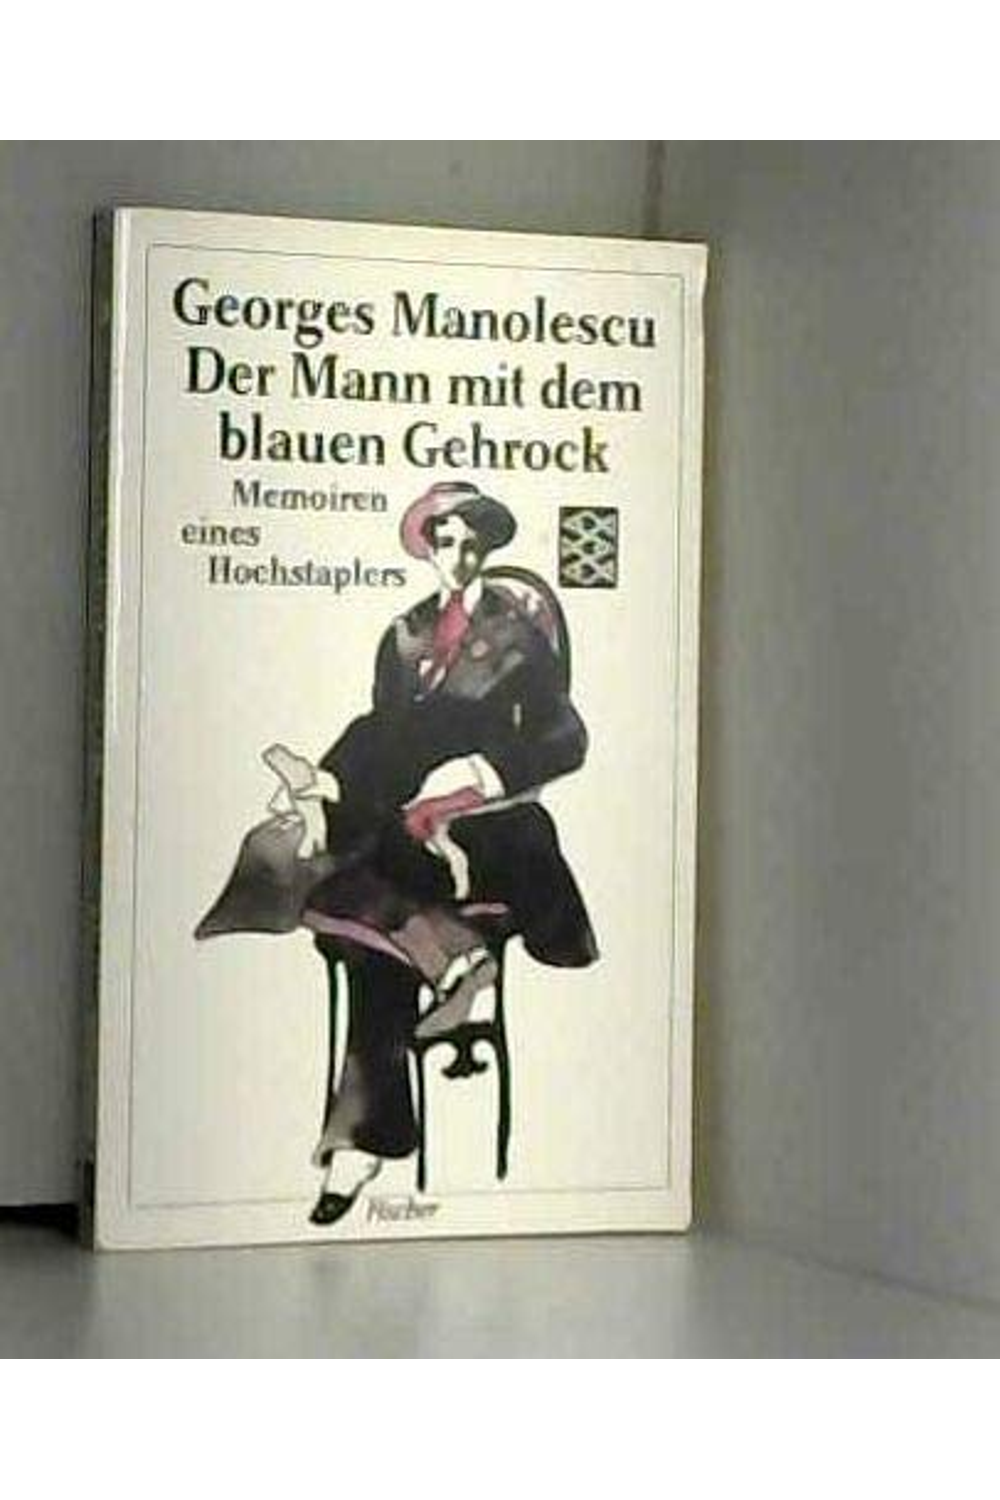 Georges Manolescu
Der Mann mit dem
blauen Gehrock
Memoiren
eines
Hochstaplers
Fischer